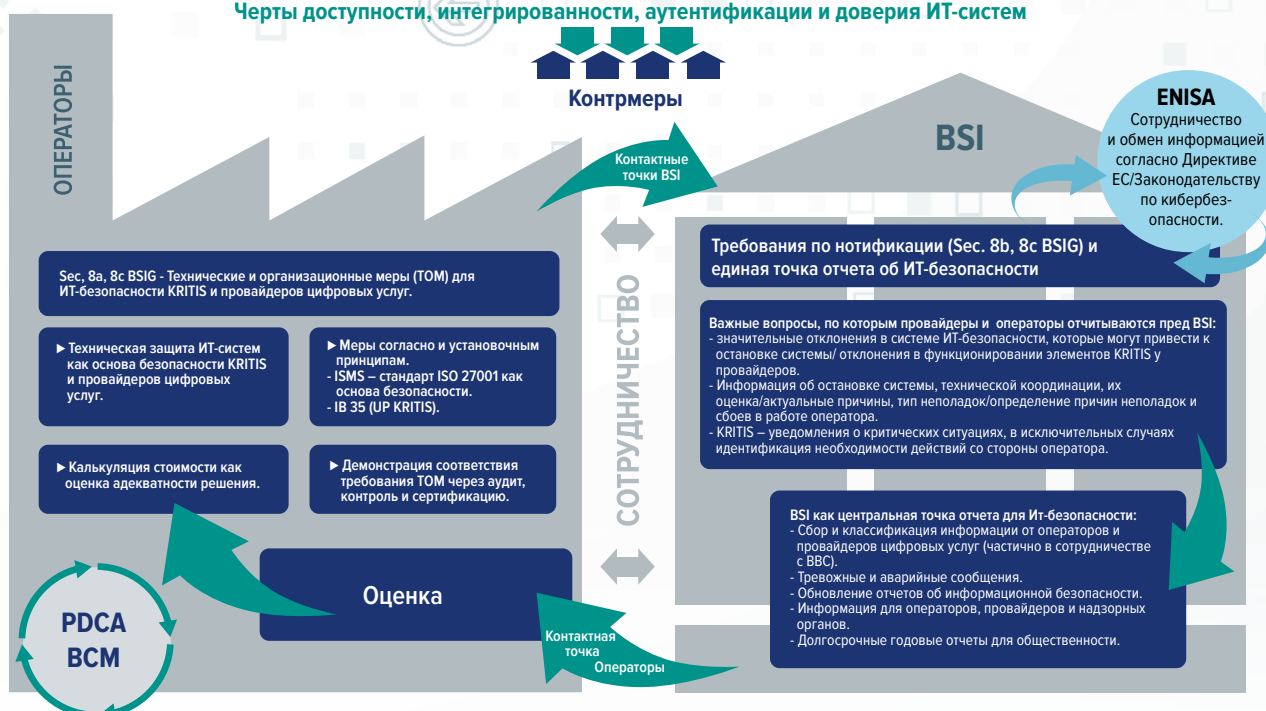 Черты доступности, интегрированности, аутентификации и доверия ИТ-систем
Контрмеры
ОПЕРАТОРЫ
Контактные
точки BSI
BSI
ENISA
Сотрудничество
и обмен информацией
согласно Директиве
ЕС/Законодательству
по кибербез-
опасности.
Sec, 8a, 8c BSIG - Технические и организационные меры (ТОМ) для
ИТ-безопасности KRITIS и провайдеров цифровых услуг.
▶ Техническая защита ИТ-систем
как основа безопасности KRITIS
и провайдеров цифровых
услуг.
▶ Меры согласно и установочным
принципам.
- ISMS – стандарт ISO 27001 как
основа безопасности.
- IB 35 (UP KRITIS).
▶ Калькуляция стоимости как
оценка адекватности решения.
▶ Демонстрация соответствия
требования ТОМ через аудит,
контроль и сертификацию.
Оценка
PDCA
BCM
СОТРУДНИЧЕСТВО
Контактная
точка
Операторы
Требования по нотификации (Sec. 8b, 8c BSIG) и
единая точка отчета об ИТ-безопасности
Важные вопросы, по которым провайдеры и операторы отчитываются пред BSI:
- значительные отклонения в системе ИТ-безопасности, которые могут привести к
остановке системы/ отклонения в функционировании элементов KRITIS у
провайдеров.
- Информация об остановке системы, технической координации, их
оценка/актуальные причины, тип неполадок/определение причин неполадок и
сбоев в работе оператора.
- KRITIS – уведомления о критических ситуациях, в исключительных случаях
идентификация необходимости действий со стороны оператора.
BSI как центральная точка отчета для Ит-безопасности:
- Сбор и классификация информации от операторов и
провайдеров цифровых услуг (частично в сотрудничестве
с ВВС).
- Тревожные и аварийные сообщения.
- Обновление отчетов об информационной безопасности.
- Информация для операторов, провайдеров и надзорных
органов.
- Долгосрочные годовые отчеты для общественности.